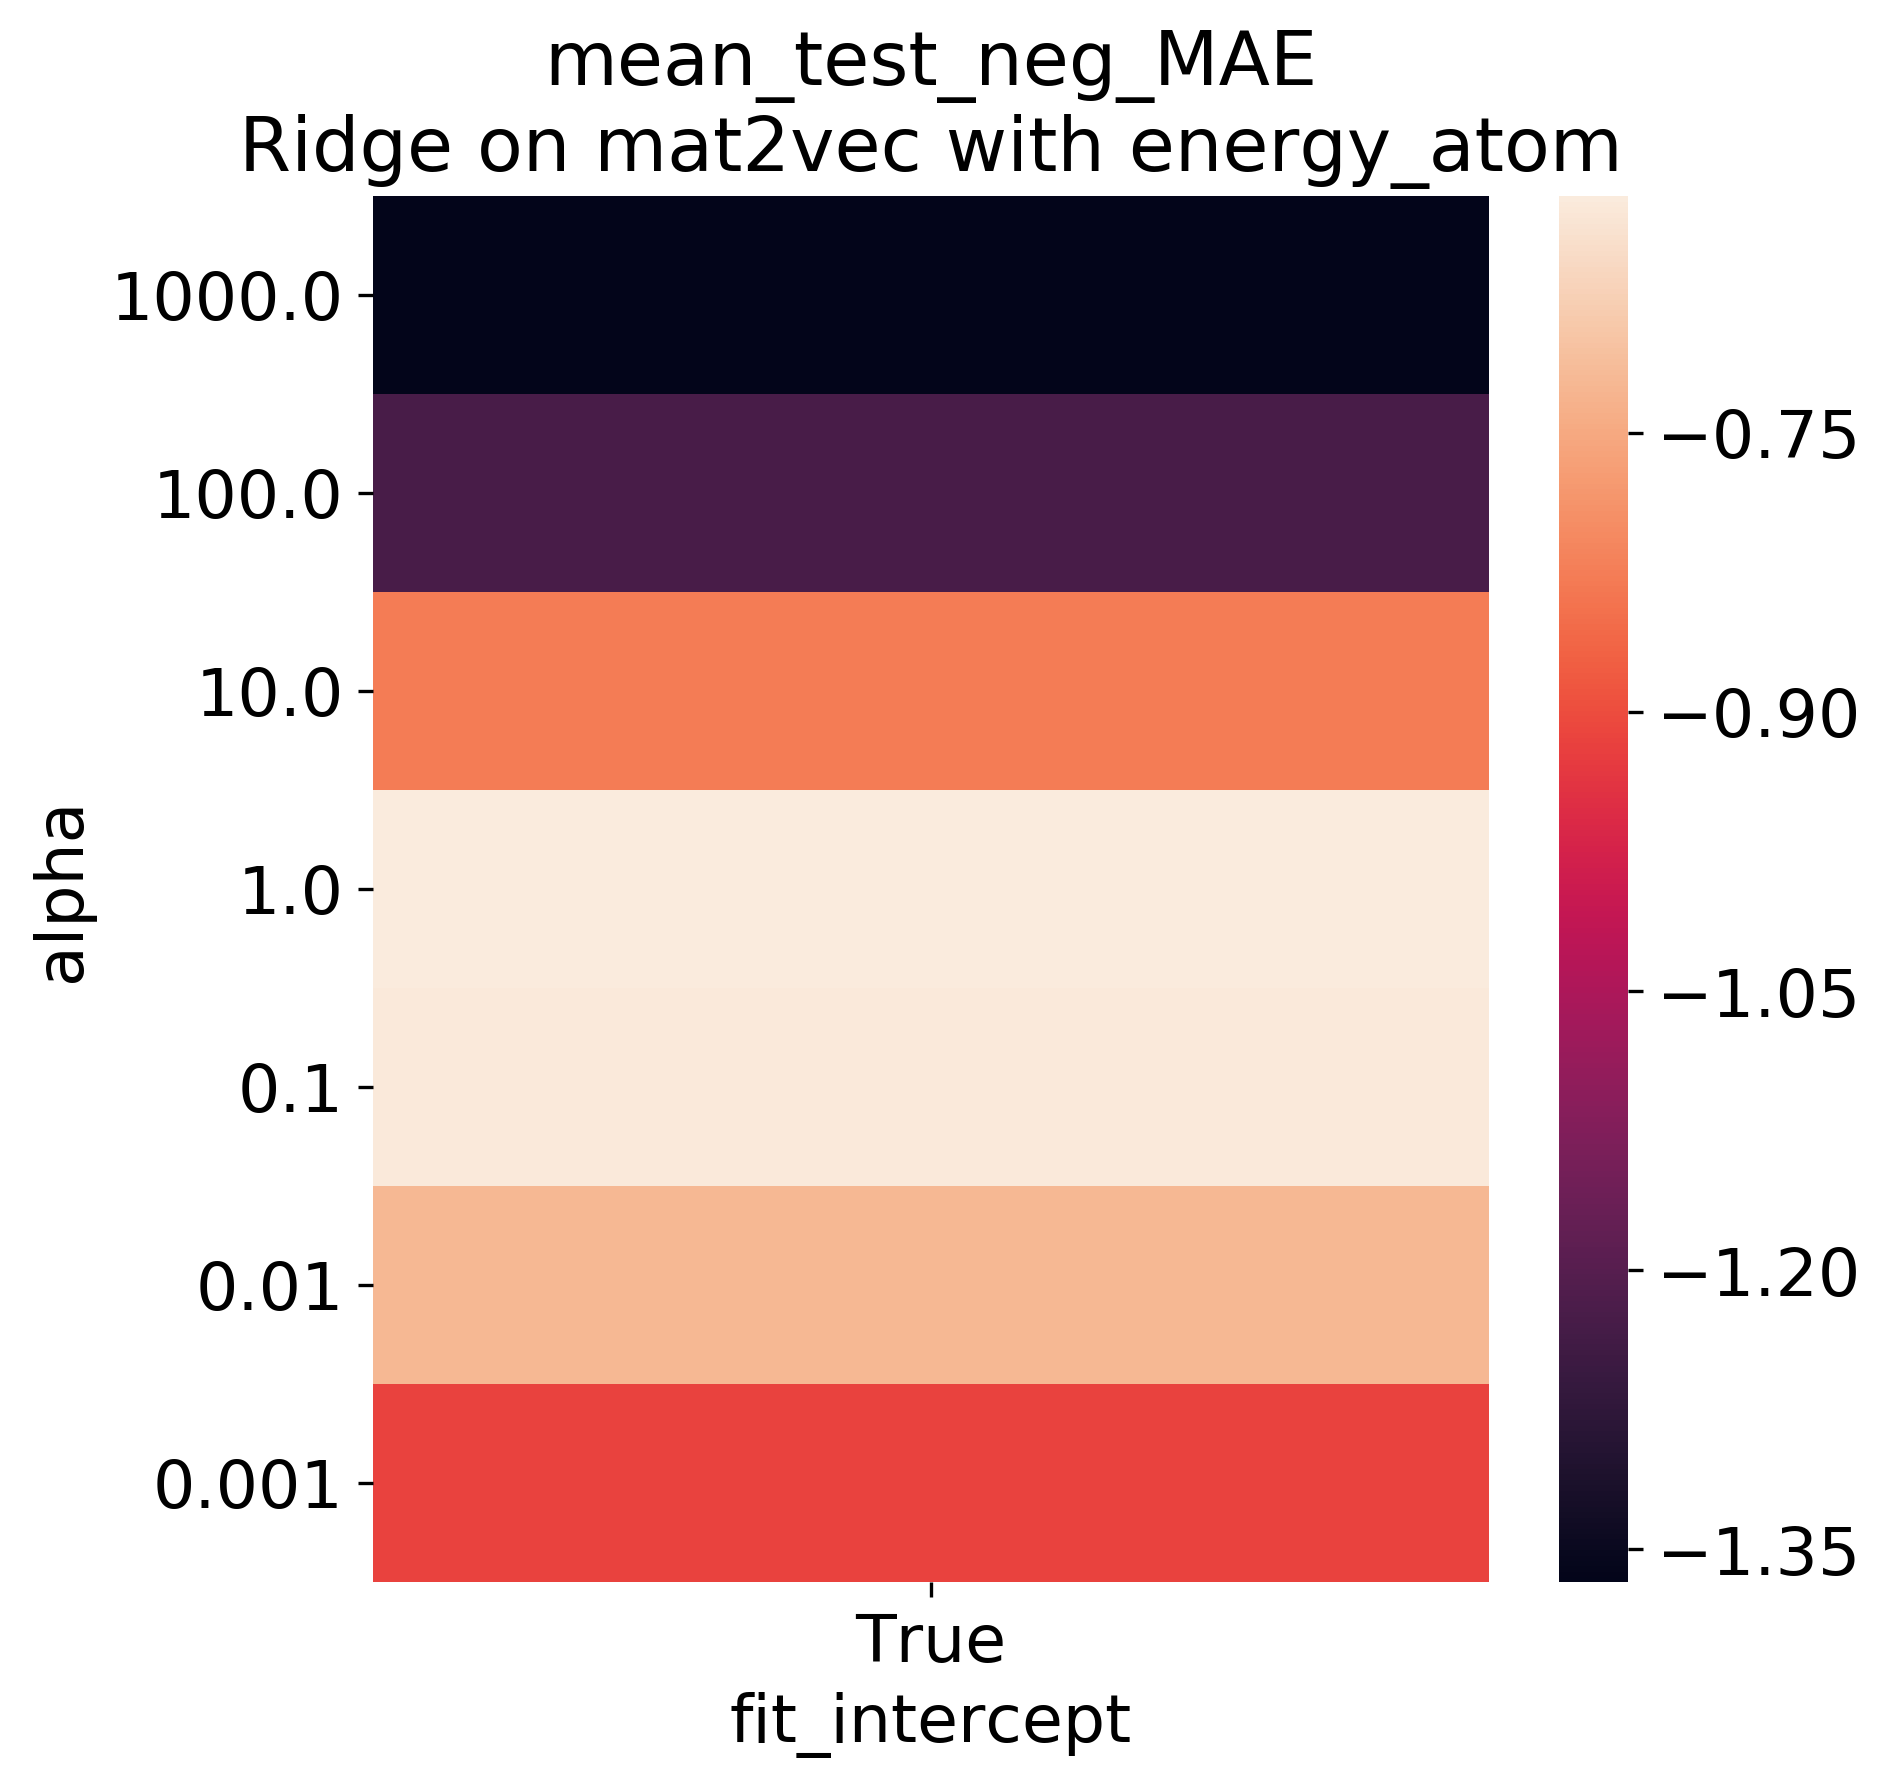 mean_test_neg_MAE
Ridge on mat2vec with energy_atom
alpha
1000.0
100.0
10.0
1.0
0.1
0.01
0.001
True
fit_intercept
−0.75
−0.90
−1.05
−1.20
−1.35